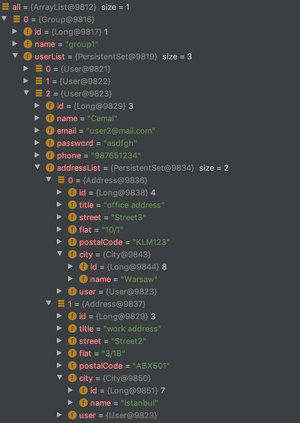 all = {ArrayList@9812} size = 1
0 = {Group@9816}
id = {Long@9817} 1
name = "group1"
userList = {PersistentSet@9819} size = 3
0 = {User@9821}
1 = {User@9822}
2 = {User@9823}
id = {Long@9829} 3
name = "Cemal"
email = "user2@mail.com"
password = "asdfgh"
phone = "987651234"
addressList = {PersistentSet@9834} size = 2
0 = {Address@9836}
id = {Long@9838} 4
title = "office address"
street = "Street3"
flat = "10/1"
postalCode = "KLM123"
city = {City@9843}
id = {Long@9844} 8
name = "Warsaw"
user = {User@9823}
1 = {Address@9837}
id = {Long@9829} 3
title = "work address"
street = "Street2"
flat = "3/1B"
postalCode = "ABX501"
city = {City@9850}
id = {Long@9851} 7
name = "Istanbul"
user = {User@9823}